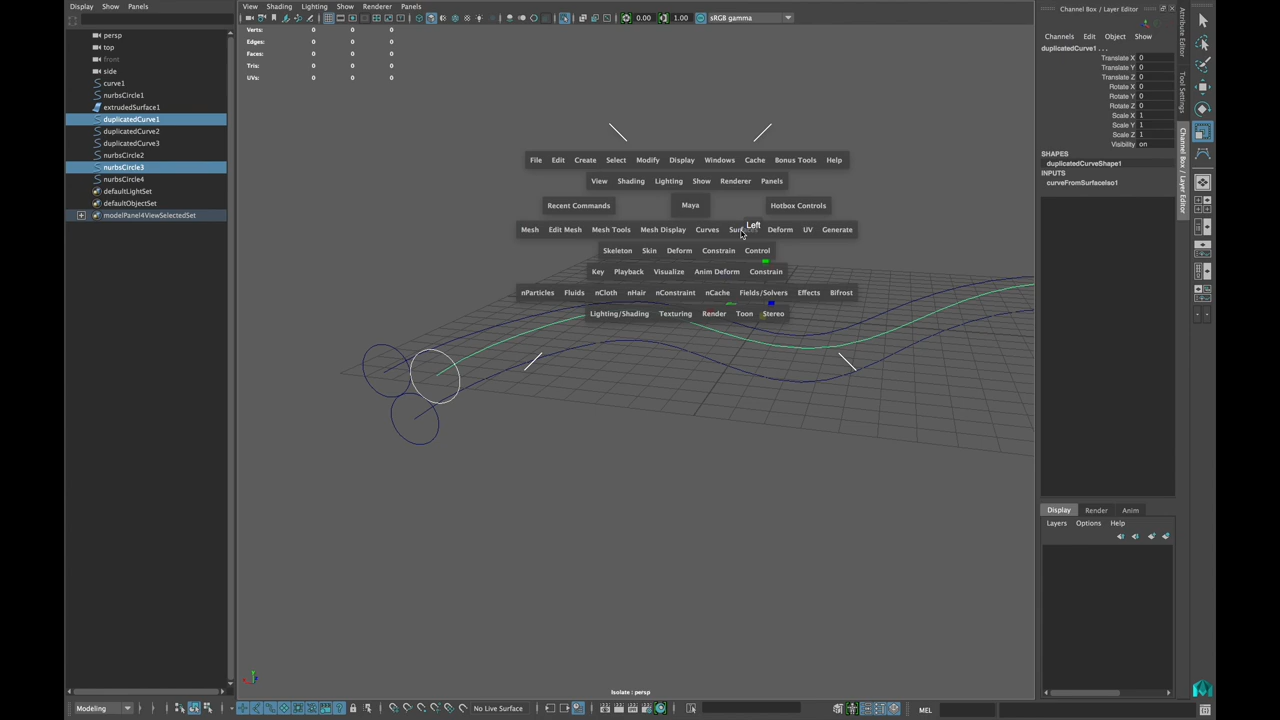 Display Show Panels
View Shading Lighting Show Renderer Panels
0.00 1.00 sRGB gamma
Channel Box / Layer Editor
Channels Edit Object Show
persp
top
front
side
curve1
nurbsCircle1
extrudedSurface1
duplicatedCurve1
duplicatedCurve2
duplicatedCurve3
nurbsCircle2
nurbsCircle3
nurbsCircle4
defaultLightSet
defaultObjectSet
modelPanel4ViewSelectedSet
Verts: 0 0 0
Edges: 0 0 0
Faces: 0 0 0
Tris: 0 0 0
UVs: 0 0 0
File Edit Create Select Modify Display Windows Cache Bonus Tools Help
View Shading Lighting Show Renderer Panels
Recent Commands Maya Hotbox Controls
Left
Mesh Edit Mesh Mesh Tools Mesh Display Curves Deform UV Generate
Skeleton Skin Deform Constrain Control
Key Playback Visualize Anim Deform Constrain
nParticles Fluids nCloth nHair nConstraint nCache Fields/Solvers Effects Bifrost
Lighting/Shading Texturing Render Toon Stereo
Isolate : persp
duplicatedCurve1 . . .
Translate X 0
Translate Y 0
Translate Z 0
Rotate X 0
Rotate Y 0
Rotate Z 0
Scale X 1
Scale Y 1
Scale Z 1
Visibility on
SHAPES
duplicatedCurveShape1
INPUTS
curveFromSurfaceIso1
Attribute Editor
Tool Settings
Channel Box / Layer Editor
Display Render Anim
Layers Options Help
Modeling
No Live Surface
MEL